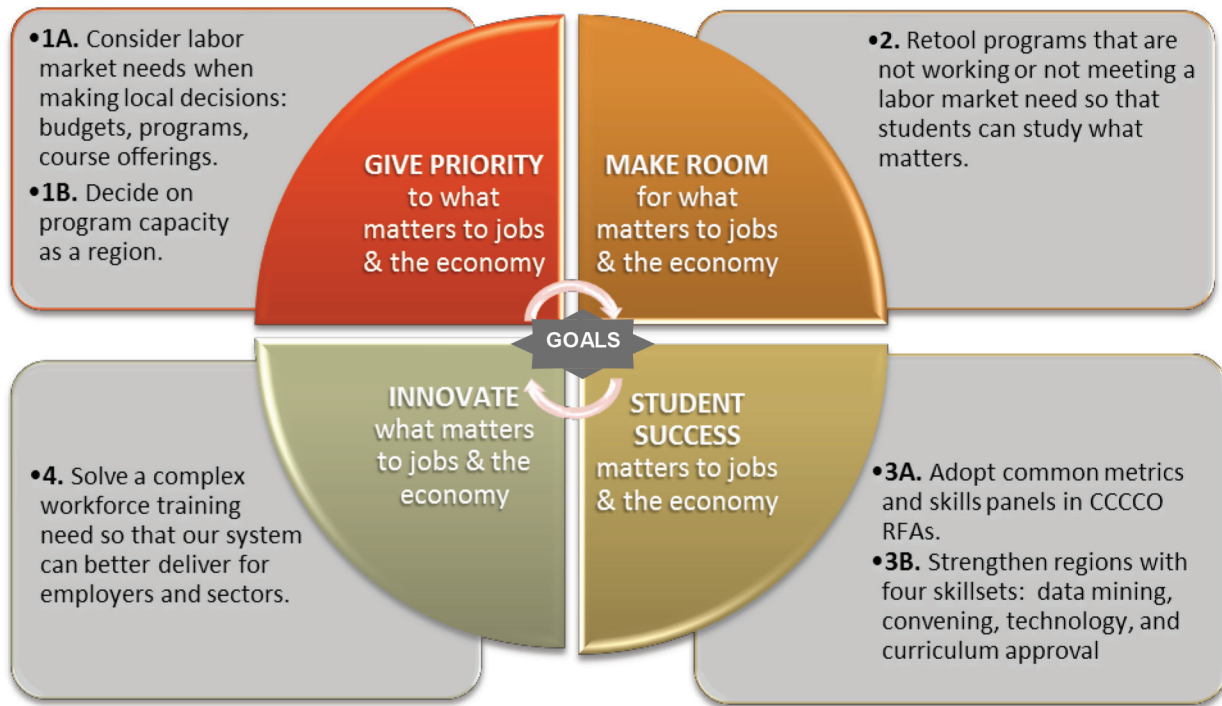 •1A. Consider labor
market needs when
making local decisions:
budgets, programs,
course offerings.
•1B. Decide on
program capacity
as a region.
GIVE PRIORITY
to what
matters to jobs
& the economy
MAKE ROOM
for what
matters to jobs
& the economy
•2. Retool programs that are
not working or not meeting a
labor market need so that
students can study what
matters.
GOALS
•4. Solve a complex
workforce training
need so that our system
can better deliver for
employers and sectors.
INNOVATE
what matters
to jobs & the
economy
STUDENT
SUCCESS
matters to jobs
& the economy
•3A. Adopt common metrics
and skills panels in CCCCO
RFAs.
•3B. Strengthen regions with
four skillsets:  data mining,
convening, technology, and
curriculum approval